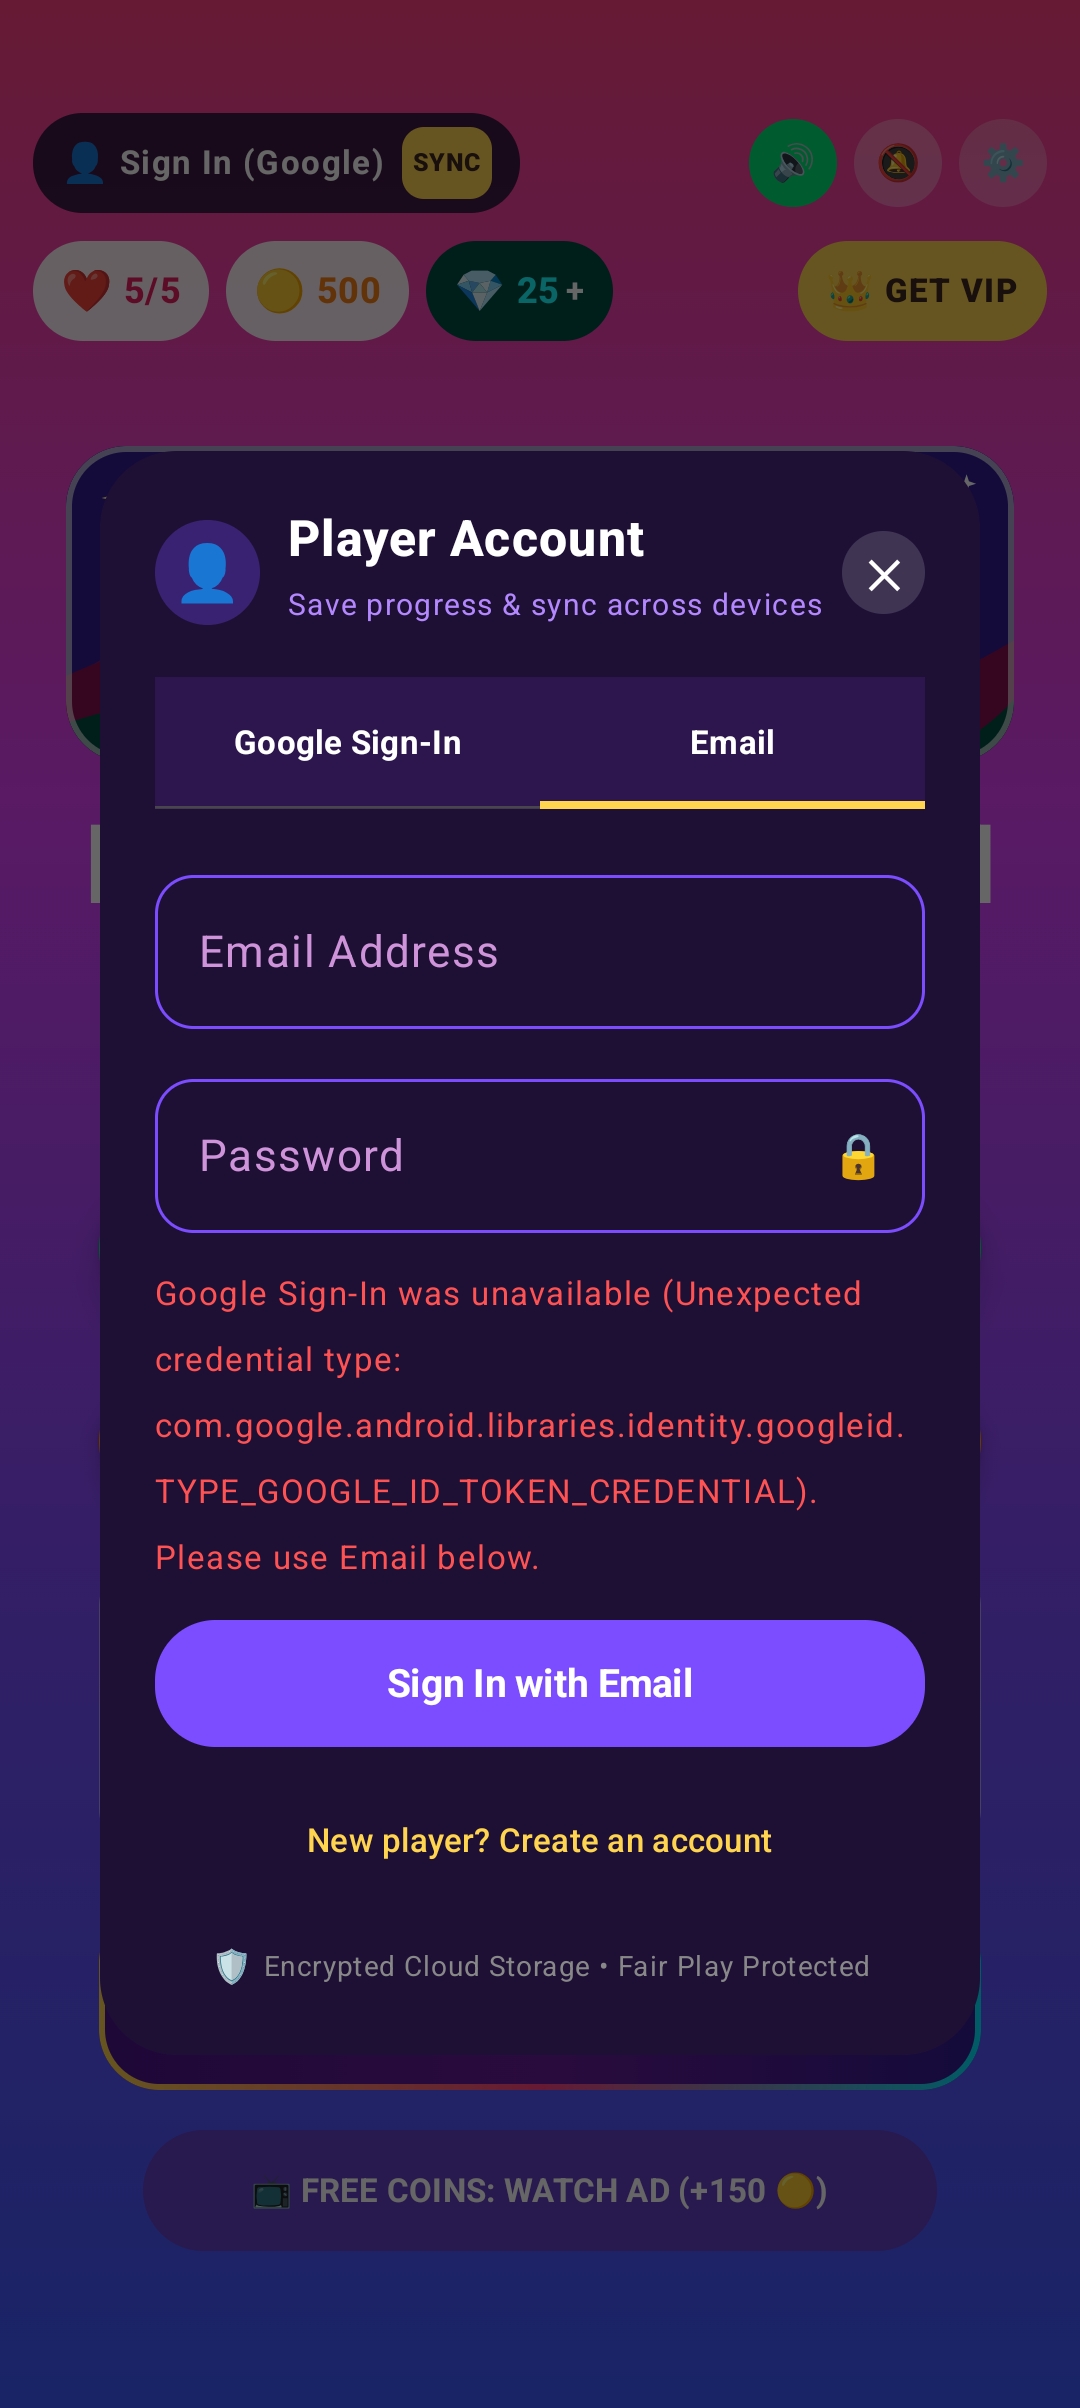 Sign In (Google) SYNC
5/5 500 25 + GET VIP
Player Account
Save progress & sync across devices
Google Sign-In Email
Email Address
Password
Google Sign-In was unavailable (Unexpected
credential type:
com.google.android.libraries.identity.googleid.
TYPE_GOOGLE_ID_TOKEN_CREDENTIAL).
Please use Email below.
Sign In with Email
New player? Create an account
Encrypted Cloud Storage • Fair Play Protected
FREE COINS: WATCH AD (+150 🟡)